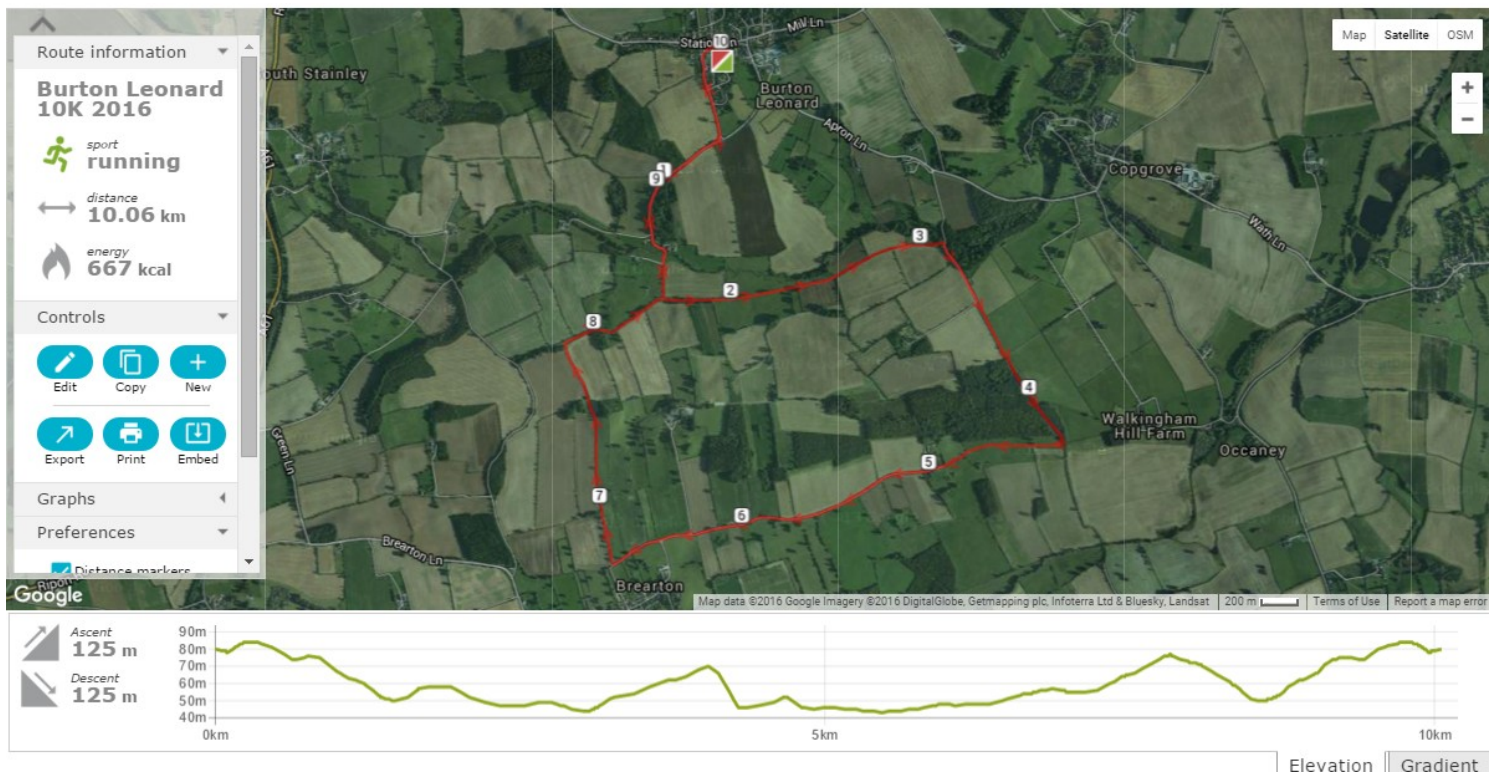 Route information
Burton Leonard
10K 2016
sport
running
distance
10.06 km
energy
667 kcal
Controls
Edit
Copy
New
Export
Print
Embed
Graphs
Preferences
Distance markers
Google
Map
Satellite
OSM
+
−
Mill Ln
10
Burton
Leonard
Apron Ln
Copgrove
Wath Ln
A61
A61
1
9
2
3
4
5
6
7
8
Walkingham
Hill Farm
Occaney
Green Ln
Brearton Ln
Brearton
Map data ©2016 Google Imagery ©2016 DigitalGlobe, Getmapping plc, Infoterra Ltd & Bluesky, Landsat
200 m
Terms of Use
Report a map error
Ascent
125 m
Descent
125 m
90m
80m
70m
60m
50m
40m
0km
5km
10km
Elevation
Gradient